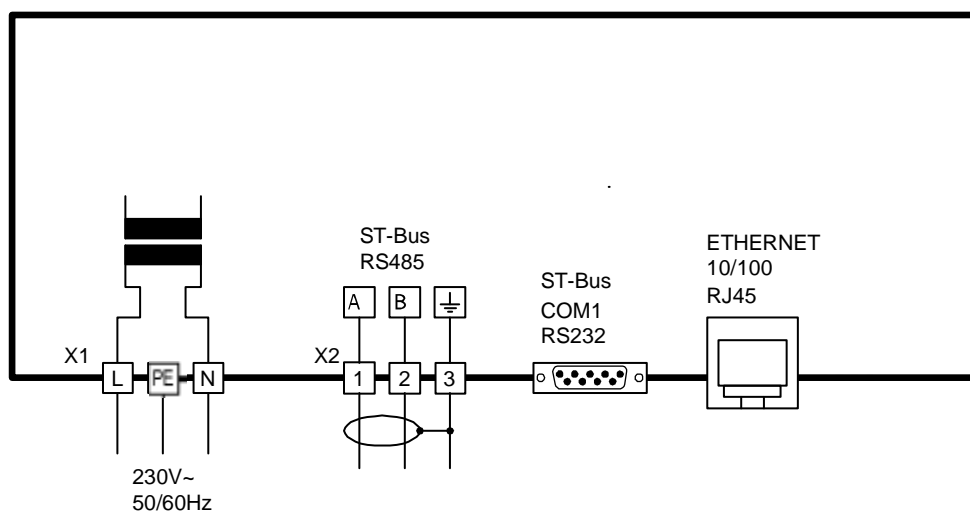 ST-Bus
RS485
A
B
ST-Bus
COM1
RS232
ETHERNET
10/100
RJ45
X1
L
PE
N
X2
1
2
3
230V~
50/60Hz